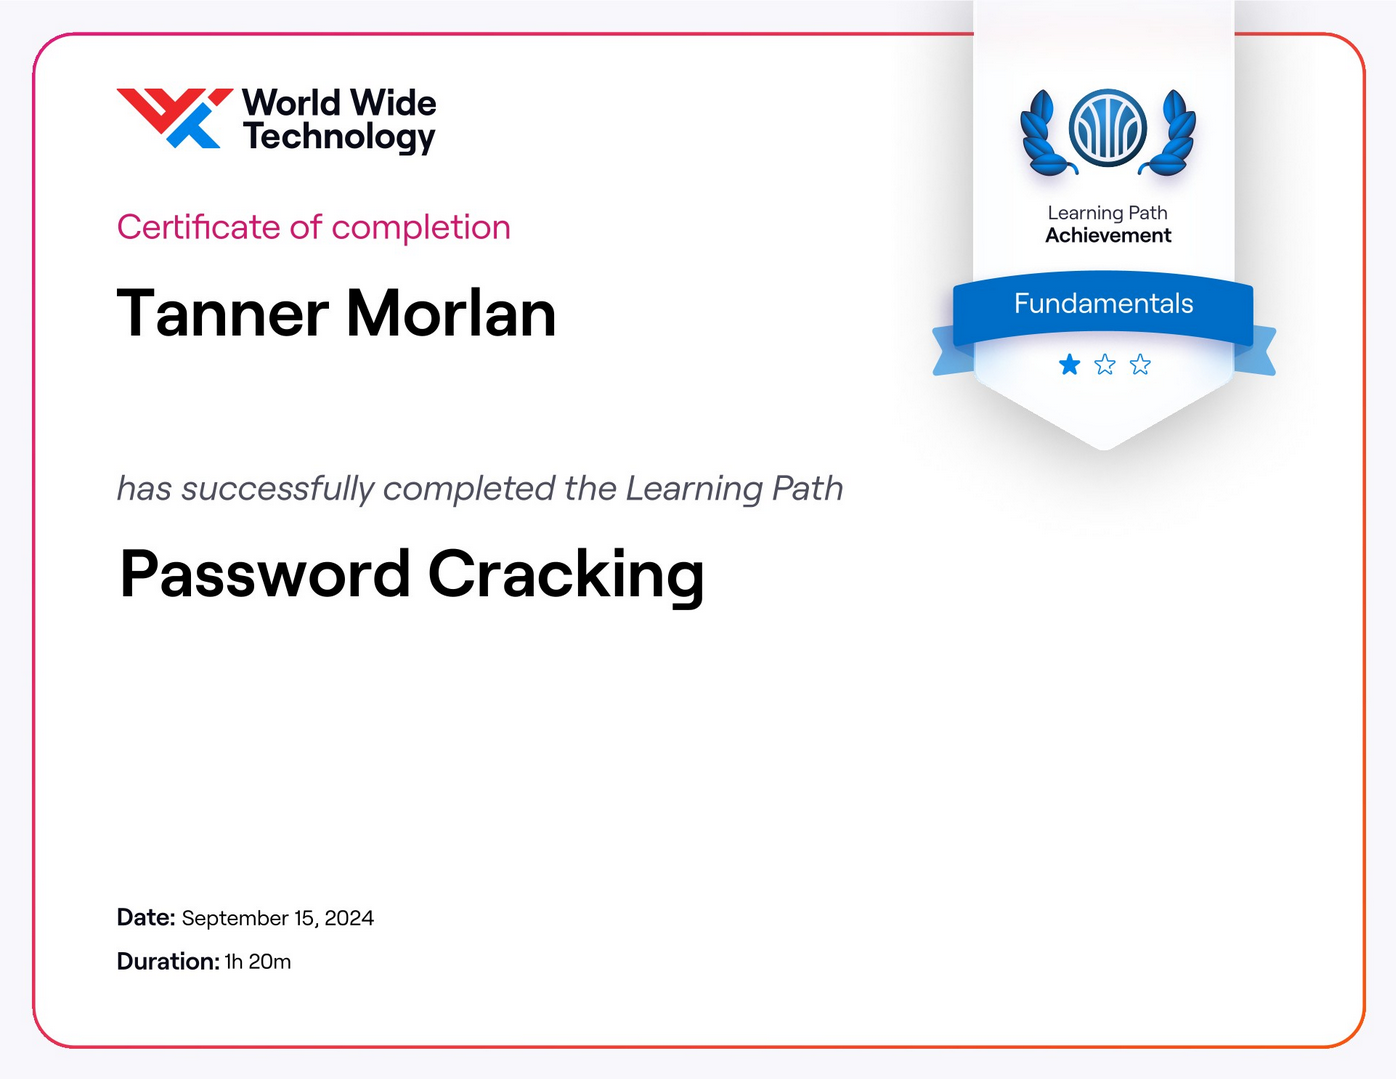 World Wide
Technology
Certificate of completion
Tanner Morlan
has successfully completed the Learning Path
Password Cracking
Date: September 15, 2024
Duration: 1h 20m
Learning Path
Achievement
Fundamentals